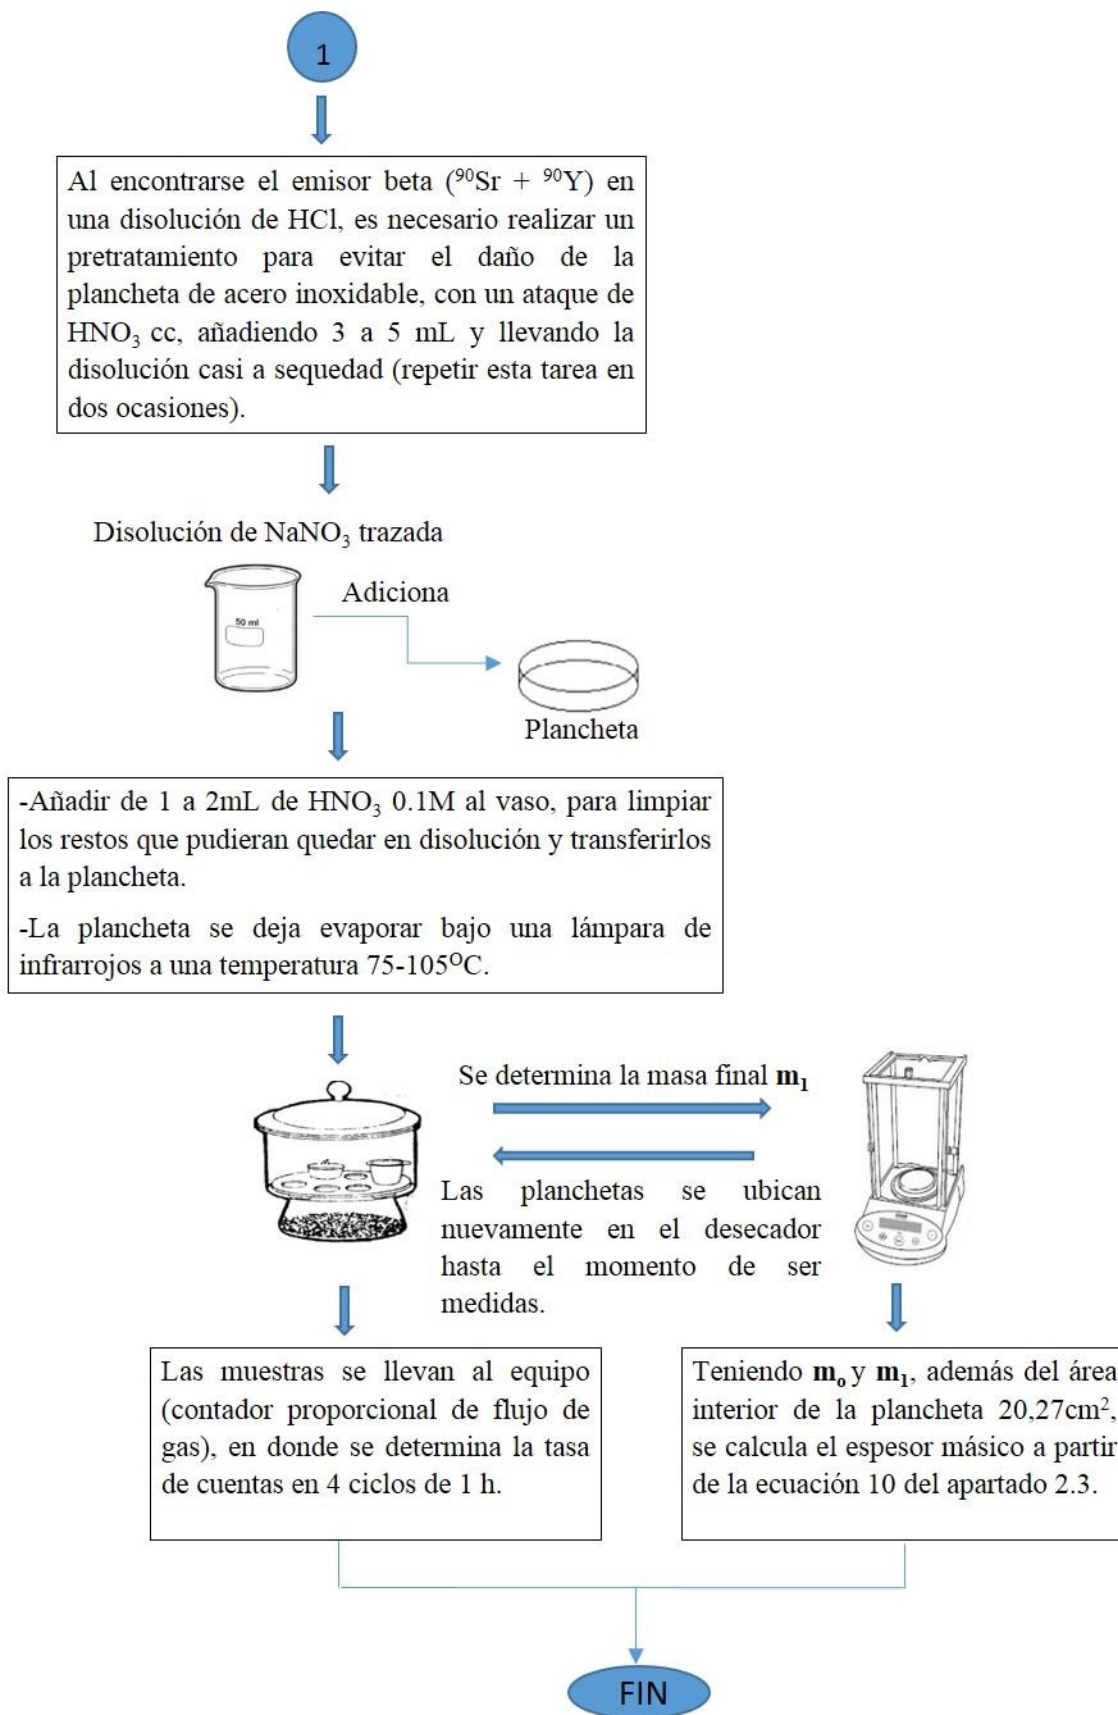 1
Al encontrarse el emisor beta (⁹⁰Sr + ⁹⁰Y) en
una disolución de HCl, es necesario realizar un
pretratamiento para evitar el daño de la
plancheta de acero inoxidable, con un ataque de
HNO₃ cc, añadiendo 3 a 5 mL y llevando la
disolución casi a sequedad (repetir esta tarea en
dos ocasiones).
Disolución de NaNO₃ trazada
Adiciona
50 ml
Plancheta
-Añadir de 1 a 2mL de HNO₃ 0.1M al vaso, para limpiar
los restos que pudieran quedar en disolución y transferirlos
a la plancheta.
-La plancheta se deja evaporar bajo una lámpara de
infrarrojos a una temperatura 75-105ᴼC.
Se determina la masa final m₁
Las planchetas se ubican
nuevamente en el desecador
hasta el momento de ser
medidas.
Las muestras se llevan al equipo
(contador proporcional de flujo de
gas), en donde se determina la tasa
de cuentas en 4 ciclos de 1 h.
Teniendo mₒ y m₁, además del área
interior de la plancheta 20,27cm²,
se calcula el espesor másico a partir
de la ecuación 10 del apartado 2.3.
FIN